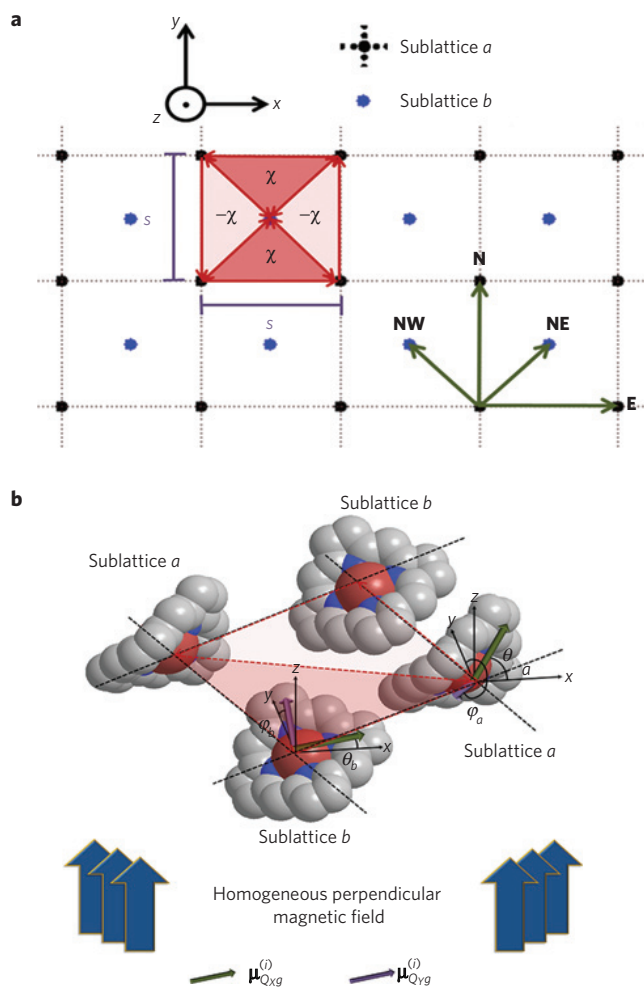 a
y
z
x
Sublattice a
Sublattice b
s
χ
−χ
−χ
χ
s
N
NW
NE
E
b
Sublattice b
Sublattice a
z
y
θ
a
x
φa
Sublattice a
z
y
φb
x
θb
Sublattice b
Homogeneous perpendicular
magnetic field
μ(i)QXg
μ(i)QYg